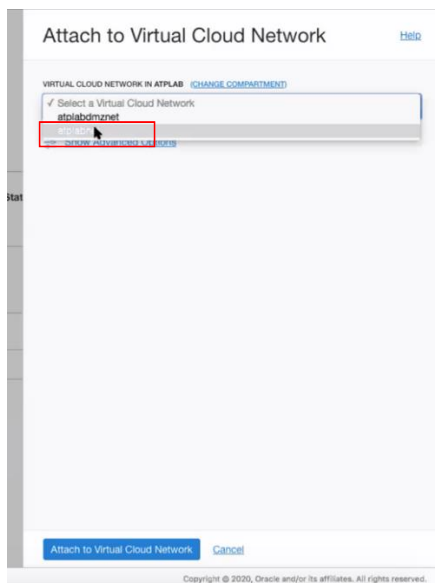 Attach to Virtual Cloud Network Help
VIRTUAL CLOUD NETWORK IN ATPLAB (CHANGE COMPARTMENT)
✓ Select a Virtual Cloud Network
atplabdmznet
Show Advanced Options
Stat
Attach to Virtual Cloud Network Cancel
Copyright @ 2020, Oracle and/or its affiliates. All rights reserved.